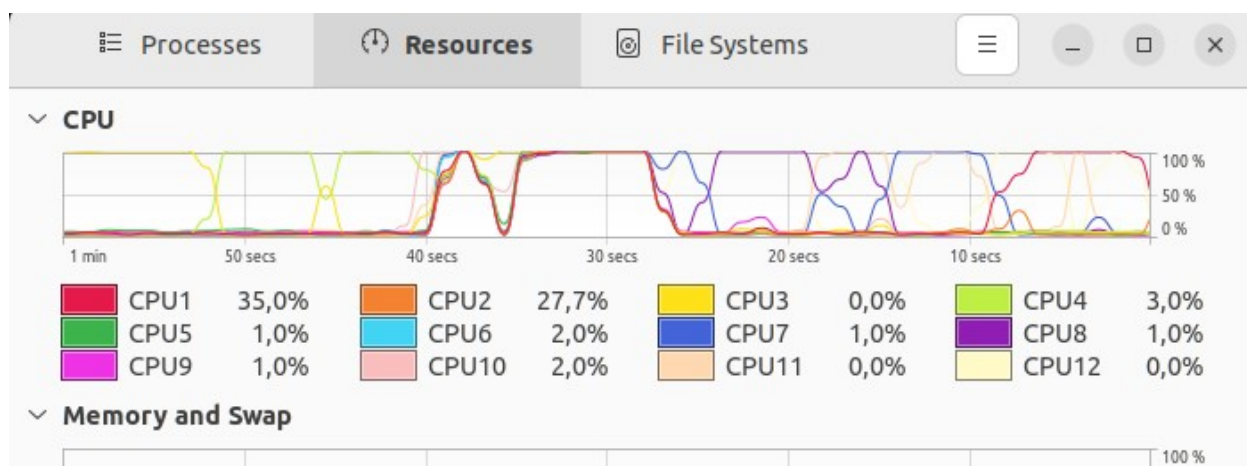 Processes Resources File Systems
CPU
100 %
50 %
0 %
1 min 50 secs 40 secs 30 secs 20 secs 10 secs
CPU1 35,0% CPU2 27,7% CPU3 0,0% CPU4 3,0%
CPU5 1,0% CPU6 2,0% CPU7 1,0% CPU8 1,0%
CPU9 1,0% CPU10 2,0% CPU11 0,0% CPU12 0,0%
Memory and Swap
100 %